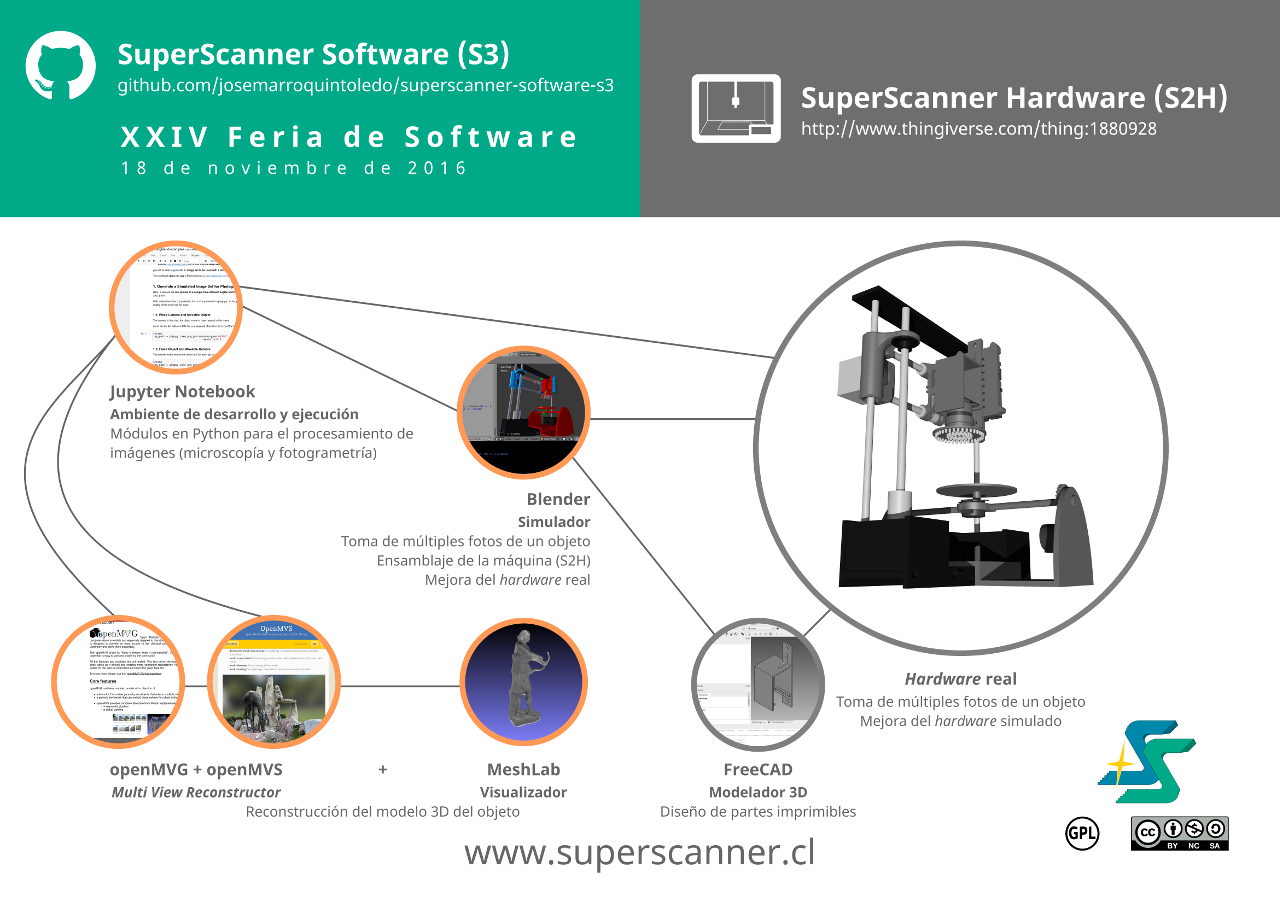 SuperScanner Software (S3)
github.com/josemarroquintoledo/superscanner-software-s3
XXIV Feria de Software
18 de noviembre de 2016
SuperScanner Hardware (S2H)
http://www.thingiverse.com/thing:1880928
Jupyter Notebook
Ambiente de desarrollo y ejecución
Módulos en Python para el procesamiento de
imágenes (microscopía y fotogrametría)
Blender
Simulador
Toma de múltiples fotos de un objeto
Ensamblaje de la máquina (S2H)
Mejora del hardware real
openMVG
Core features
OpenMVS
Hardware real
Toma de múltiples fotos de un objeto
Mejora del hardware simulado
openMVG + openMVS + MeshLab
Multi View Reconstructor
Visualizador
Reconstrucción del modelo 3D del objeto
FreeCAD
Modelador 3D
Diseño de partes imprimibles
GPL
cc
BY NC SA
www.superscanner.cl